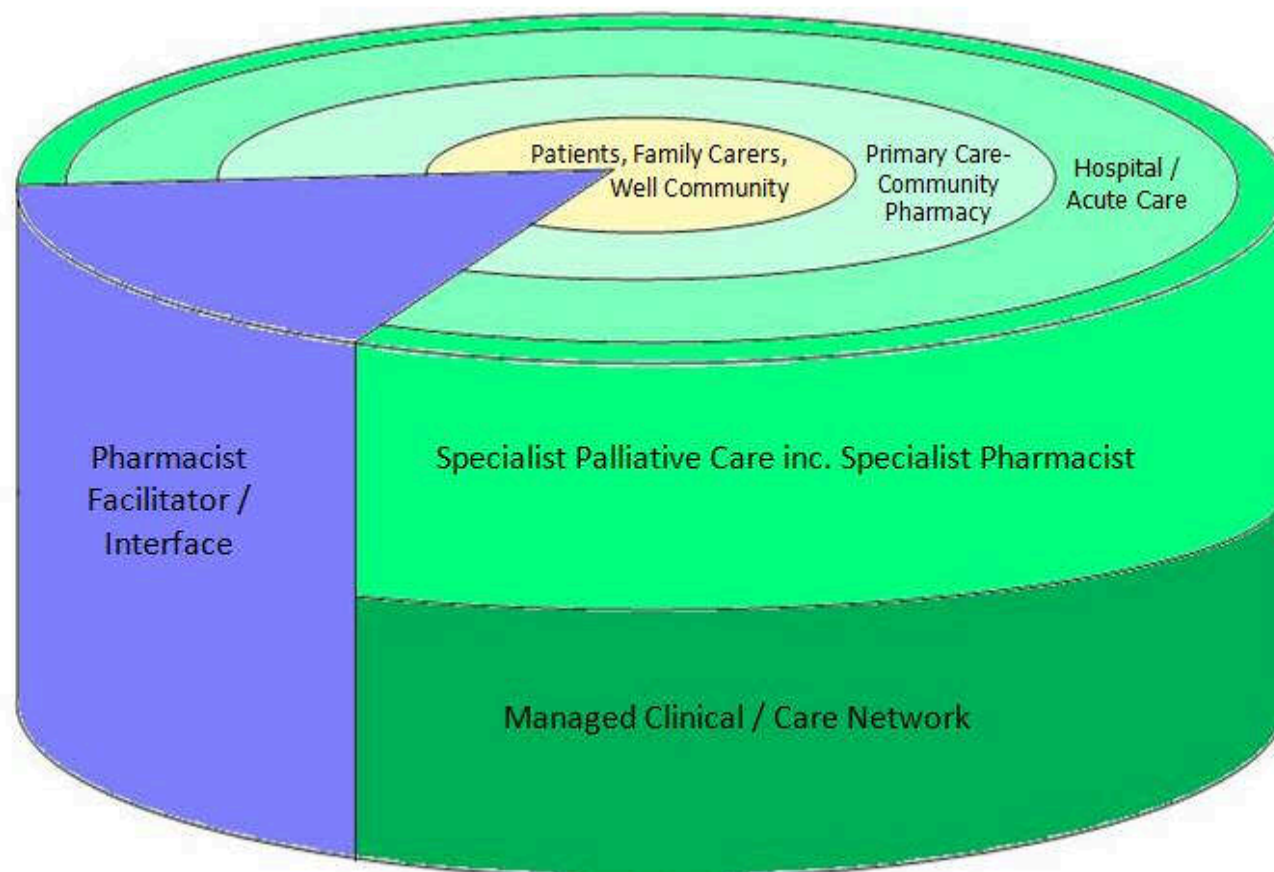 Patients, Family Carers,
Well Community
Primary Care-
Community
Pharmacy
Hospital /
Acute Care
Pharmacist
Facilitator /
Interface
Specialist Palliative Care inc. Specialist Pharmacist
Managed Clinical / Care Network